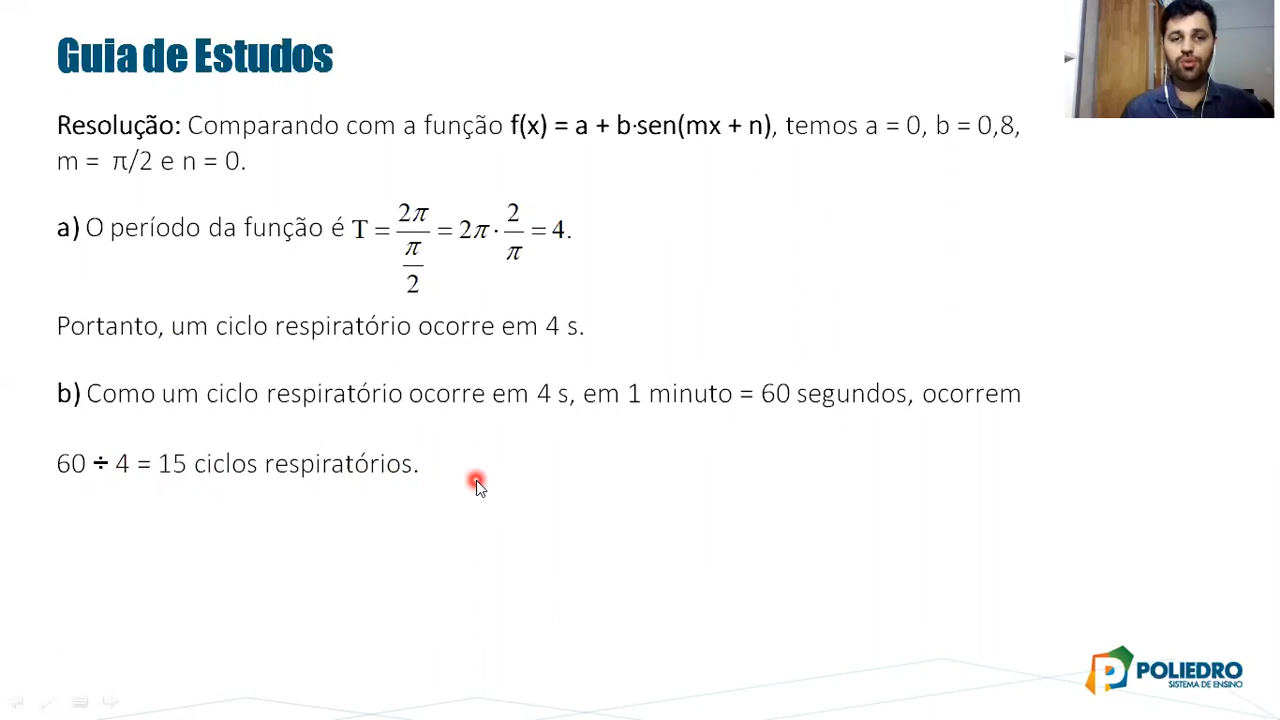 Guia de Estudos
Resolução: Comparando com a função f(x) = a + b·sen(mx + n), temos a = 0, b = 0,8,
m = π/2 e n = 0.
a) O período da função é T = 2π/(π/2) = 2π · 2/π = 4.
Portanto, um ciclo respiratório ocorre em 4 s.
b) Como um ciclo respiratório ocorre em 4 s, em 1 minuto = 60 segundos, ocorrem
60 ÷ 4 = 15 ciclos respiratórios.
POLIEDRO
SISTEMA DE ENSINO